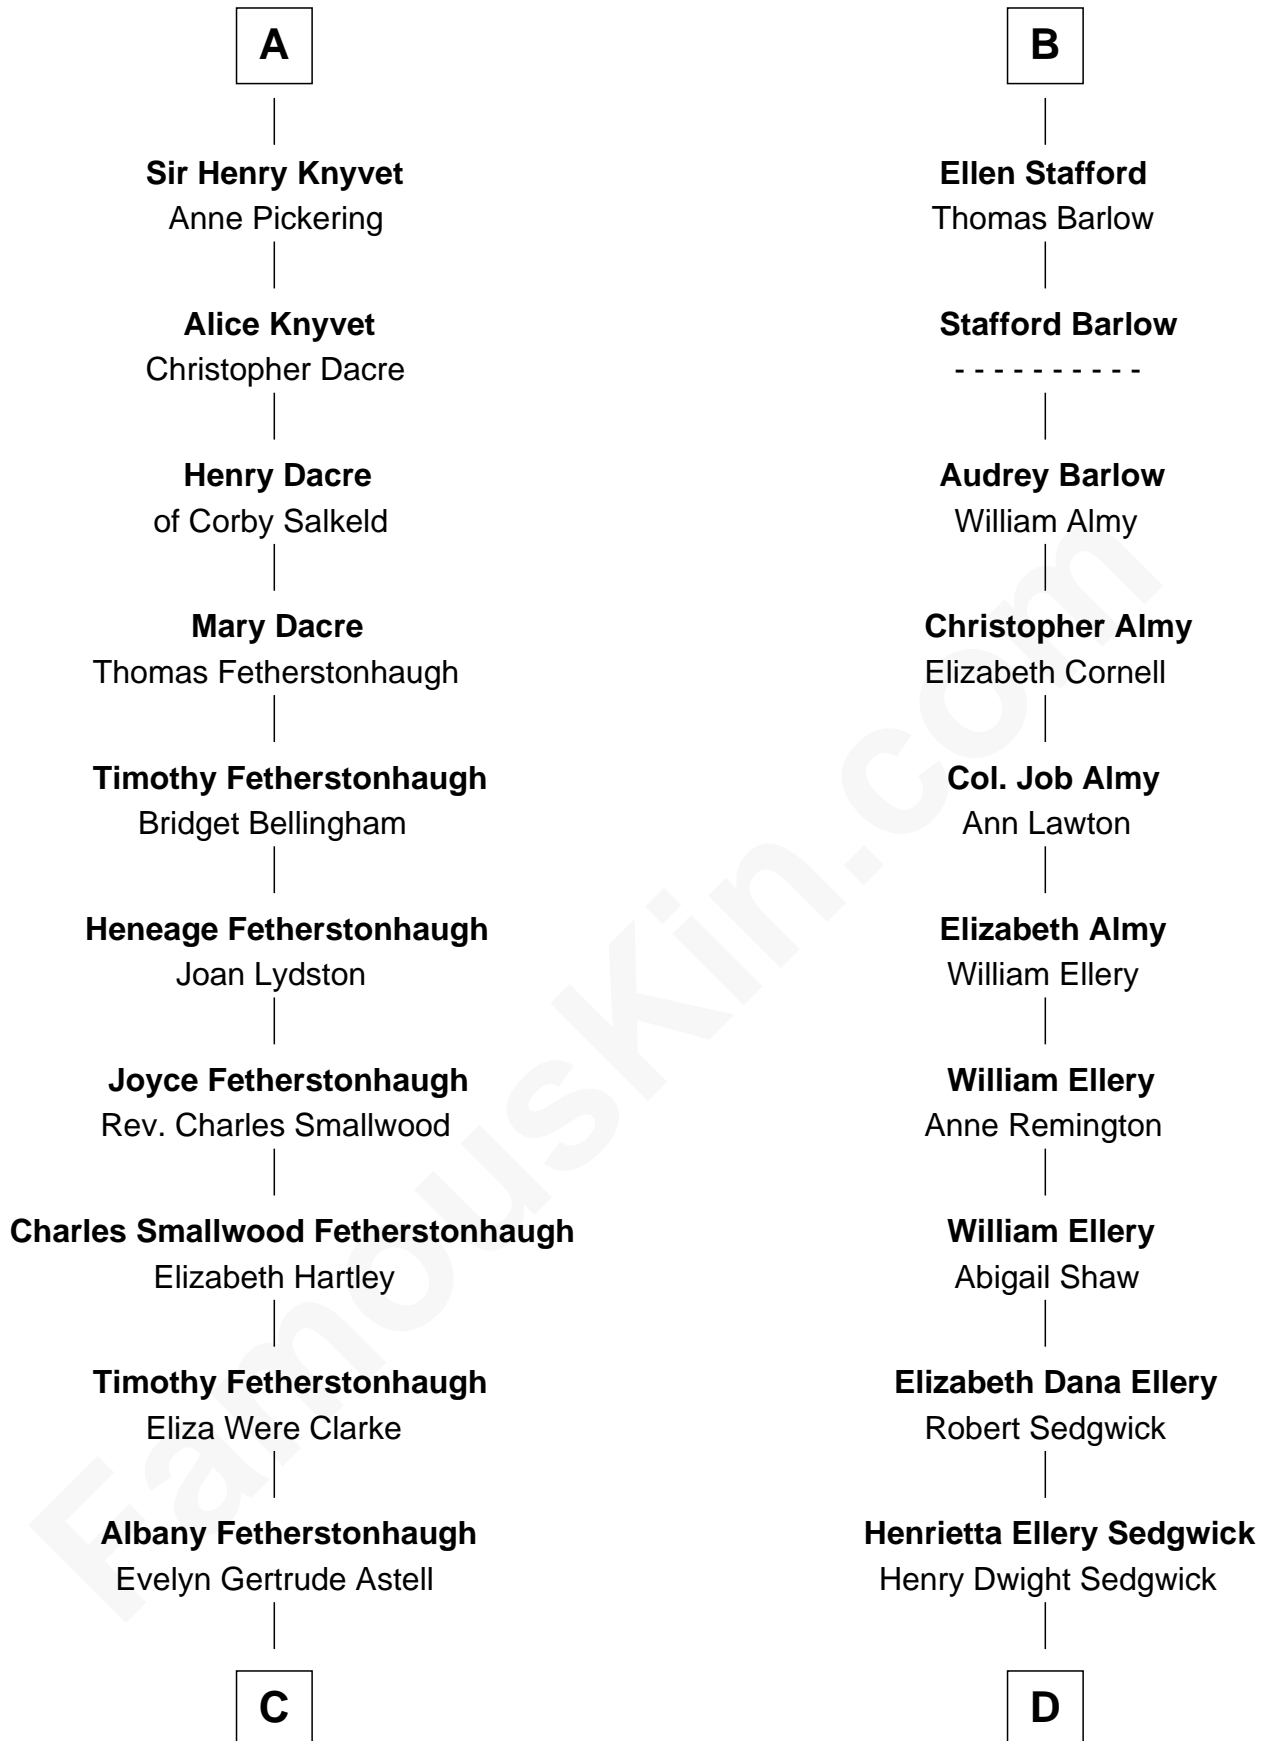 A
Sir Henry Knyvet
Anne Pickering
Alice Knyvet
Christopher Dacre
Henry Dacre
of Corby Salkeld
Mary Dacre
Thomas Fetherstonhaugh
Timothy Fetherstonhaugh
Bridget Bellingham
Heneage Fetherstonhaugh
Joan Lydston
Joyce Fetherstonhaugh
Rev. Charles Smallwood
Charles Smallwood Fetherstonhaugh
Elizabeth Hartley
Timothy Fetherstonhaugh
Eliza Were Clarke
Albany Fetherstonhaugh
Evelyn Gertrude Astell
C
B
Ellen Stafford
Thomas Barlow
Stafford Barlow
- - - - - - - - - -
Audrey Barlow
William Almy
Christopher Almy
Elizabeth Cornell
Col. Job Almy
Ann Lawton
Elizabeth Almy
William Ellery
William Ellery
Anne Remington
William Ellery
Abigail Shaw
Elizabeth Dana Ellery
Robert Sedgwick
Henrietta Ellery Sedgwick
Henry Dwight Sedgwick
D
FamousKin.com